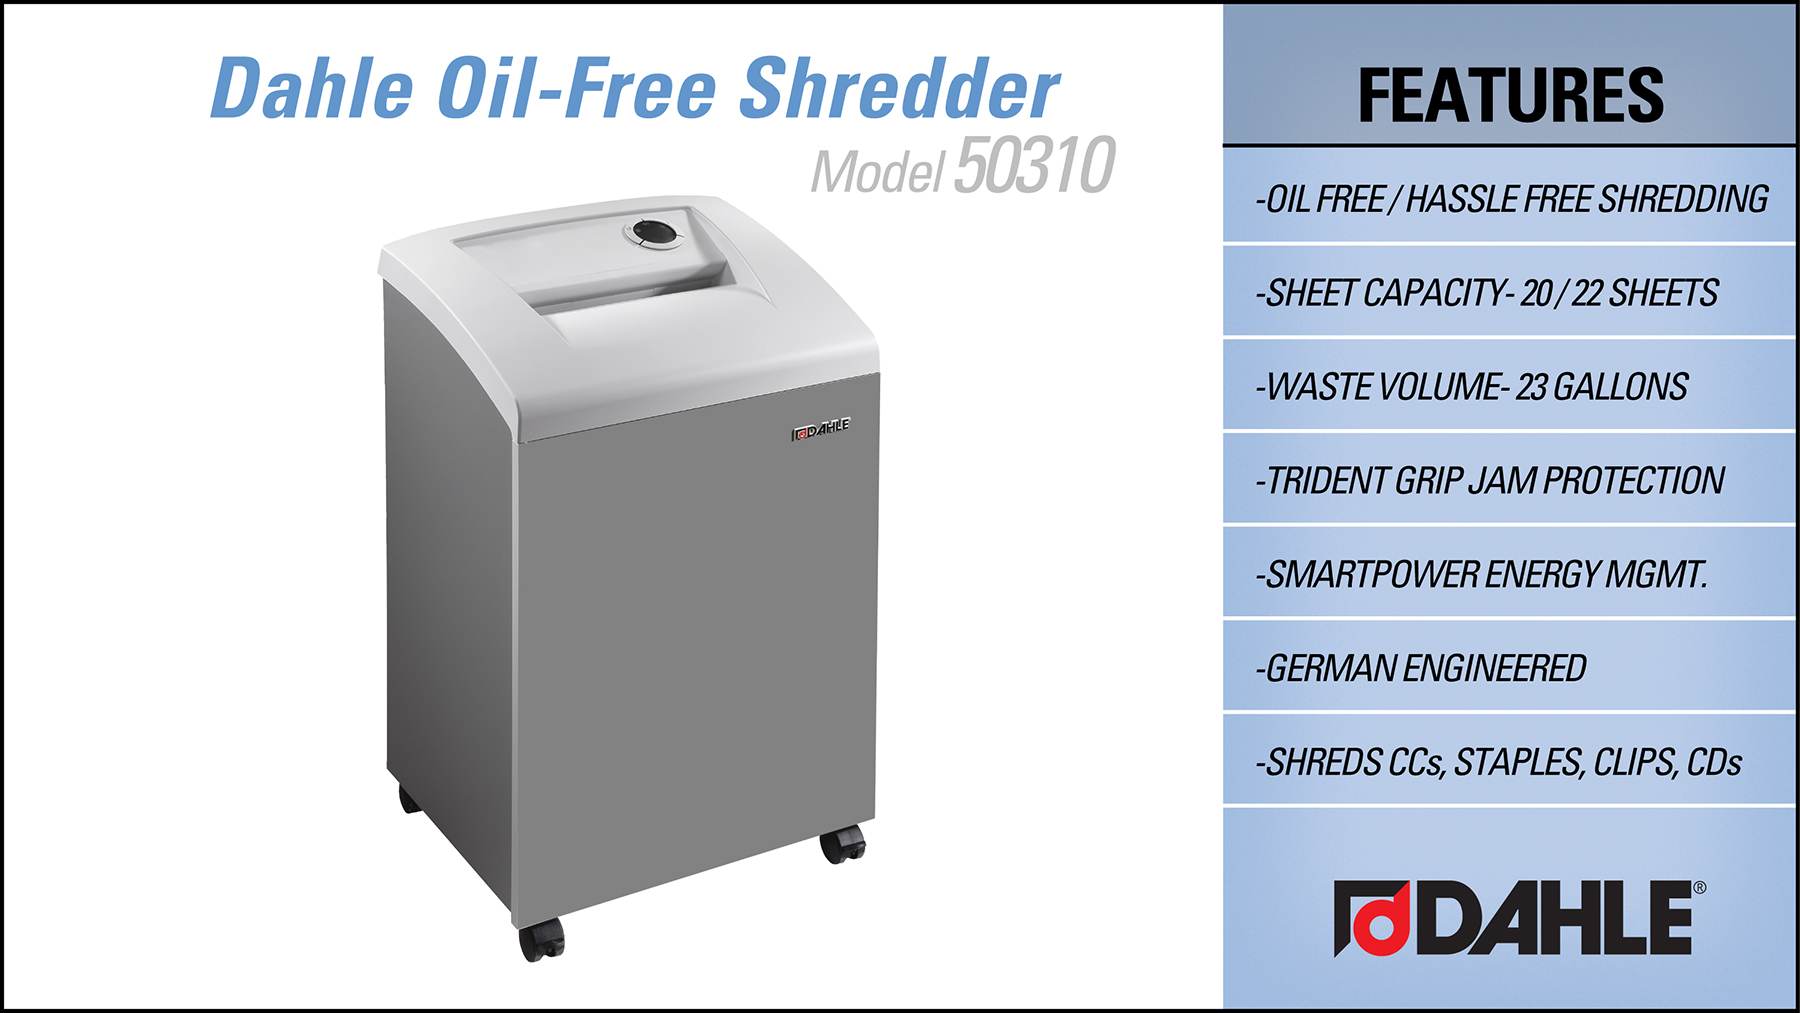 Dahle Oil-Free Shredder
Model 50310
DAHLE
FEATURES
-OIL FREE / HASSLE FREE SHREDDING
-SHEET CAPACITY- 20 / 22 SHEETS
-WASTE VOLUME- 23 GALLONS
-TRIDENT GRIP JAM PROTECTION
-SMARTPOWER ENERGY MGMT.
-GERMAN ENGINEERED
-SHREDS CCs, STAPLES, CLIPS, CDs
DAHLE®